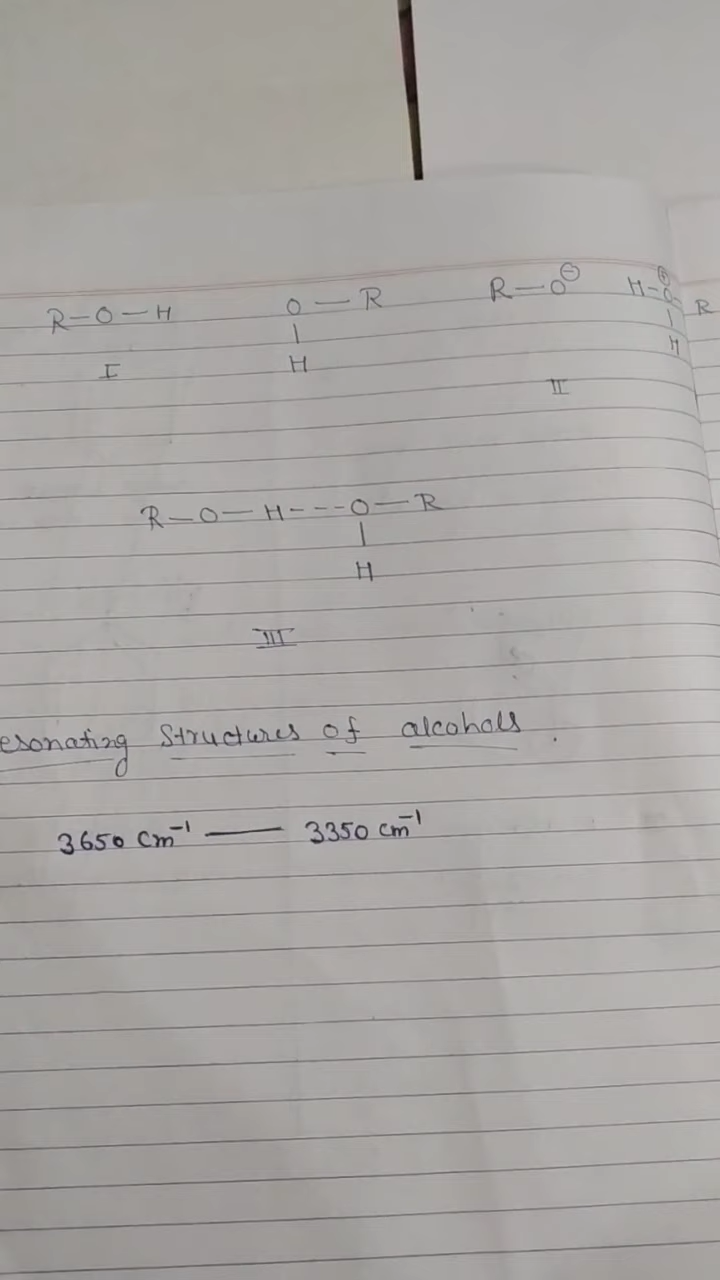 R-O-H O-R R-O⊖ H-O⊕-R
| |
H H
I II
R-O-H---O-R
|
H
III
esonating structures of alcohols.
3650 cm⁻¹ — 3350 cm⁻¹